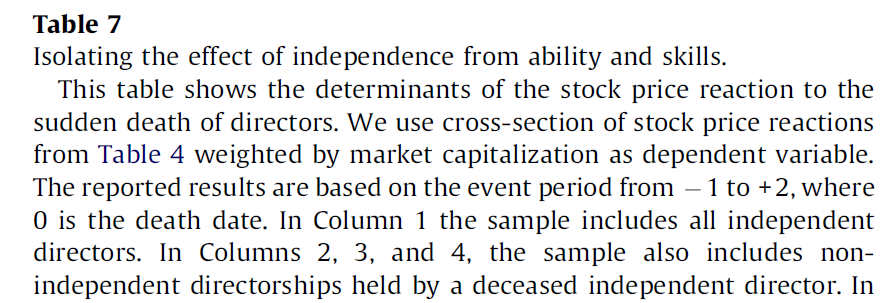 Table 7
Isolating the effect of independence from ability and skills.
This table shows the determinants of the stock price reaction to the
sudden death of directors. We use cross-section of stock price reactions
from Table 4 weighted by market capitalization as dependent variable.
The reported results are based on the event period from −1 to +2, where
0 is the death date. In Column 1 the sample includes all independent
directors. In Columns 2, 3, and 4, the sample also includes non-
independent directorships held by a deceased independent director. In